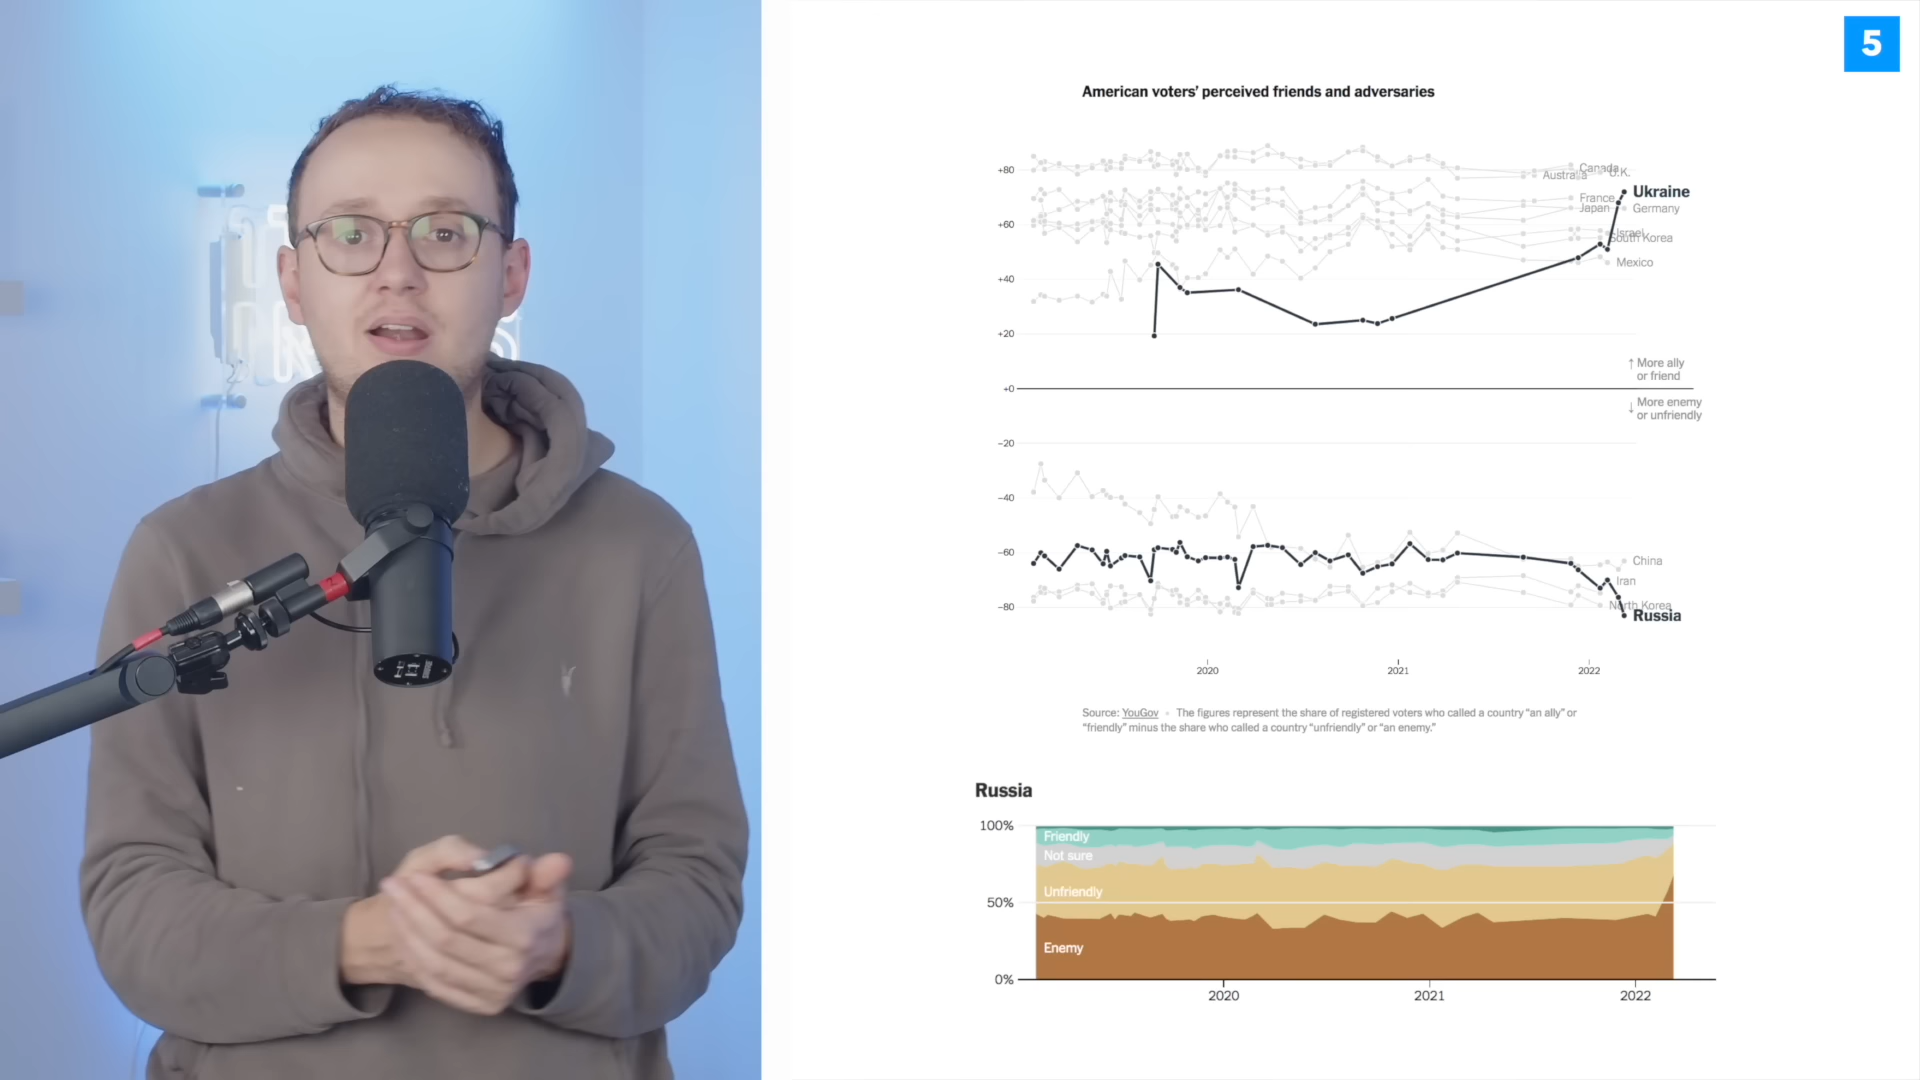 5
American voters’ perceived friends and adversaries
+80
+60
+40
+20
+0
−20
−40
−60
−80
Canada
U.K.
Australia
Ukraine
France
Japan
Germany
Israel
South Korea
Mexico
↑ More ally
or friend
↓ More enemy
or unfriendly
China
Iran
North Korea
Russia
2020 2021 2022
Source: YouGov • The figures represent the share of registered voters who called a country “an ally” or
“friendly” minus the share who called a country “unfriendly” or “an enemy.”
Russia
100%
50%
0%
Friendly
Not sure
Unfriendly
Enemy
2020 2021 2022